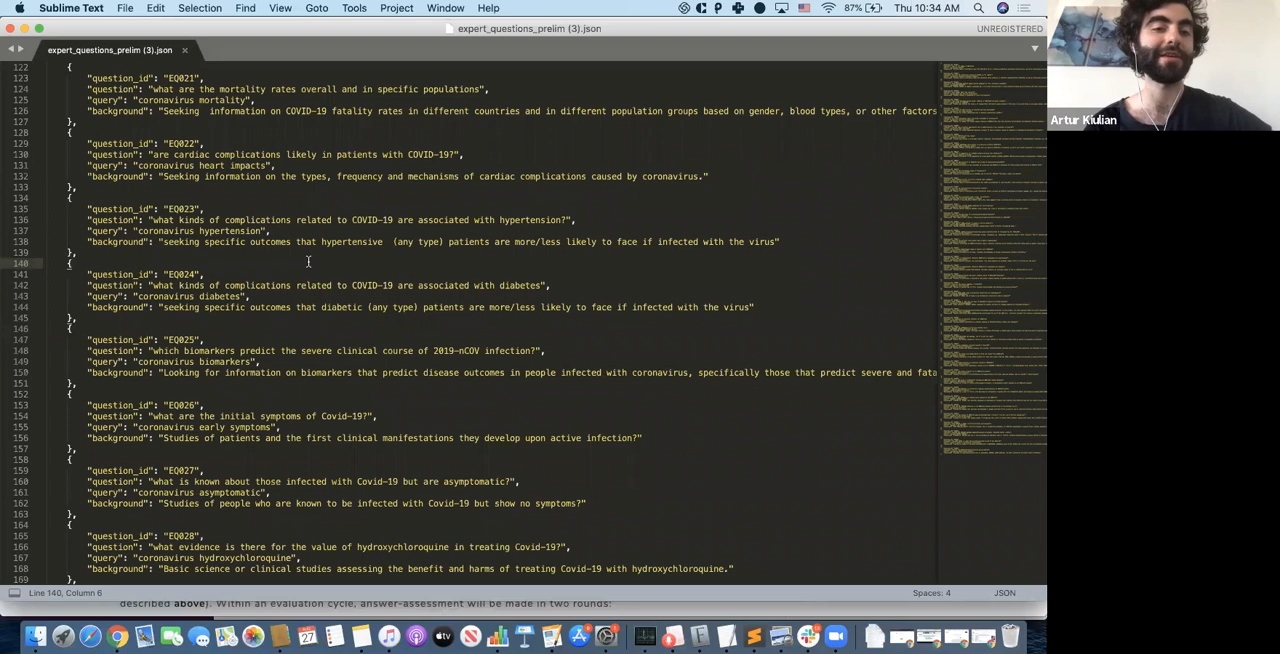 Sublime Text File Edit Selection Find View Goto Tools Project Window Help 87% Thu 10:34 AM
expert_questions_prelim (3).json UNREGISTERED
expert_questions_prelim (3).json ×
122 {
123 "question_id": "EQ021",
124 "question": "what are the mortality rates overall and in specific populations",
125 "query": "coronavirus mortality",
126 "background": "Seeking  information on COVID-19 fatality rates in different countries and in different population groups based on gender, blood types, or other factors
127 },
128 {
129 "question_id": "EQ022",
130 "question": "are cardiac complications likely in patients with COVID-19?",
131 "query": "coronavirus heart impacts",
132 "background": "Seeking information on the types, frequency and mechanisms of cardiac complications caused by coronavirus."
133 },
134 {
135 "question_id": "EQ023",
136 "question": "what kinds of complications related to COVID-19 are associated with hypertension?",
137 "query": "coronavirus hypertension",
138 "background": "seeking specific outcomes that hypertensive  (any type) patients are more/less likely to face if infected with the virus"
139 },
140 {
141 "question_id": "EQ024",
142 "question": "what kinds of complications related to COVID-19 are associated with diabetes",
143 "query": "coronavirus diabetes",
144 "background": "seeking specific outcomes that diabetic (any type) patients are more/less likely to face if infected with the virus"
145 },
146 {
147 "question_id": "EQ025",
148 "question": "which biomarkers predict the severe clinical course of 2019-nCOV infection?",
149 "query": "coronavirus biomarkers",
150 "background": "Looking for information on biomarkers that predict disease outcomes in people infected with coronavirus, specifically those that predict severe and fata
151 },
152 {
153 "question_id": "EQ026",
154 "question": "what are the initial symptoms of Covid-19?",
155 "query": "coronavirus early symptoms",
156 "background": "Studies of patients and the first clinical manifestations they develop upon active infection?"
157 },
158 {
159 "question_id": "EQ027",
160 "question": "what is known about those infected with Covid-19 but are asymptomatic?",
161 "query": "coronavirus asymptomatic",
162 "background": "Studies of people who are known to be infected with Covid-19 but show no symptoms?"
163 },
164 {
165 "question_id": "EQ028",
166 "question": "what evidence is there for the value of hydroxychloroquine in treating Covid-19?",
167 "query": "coronavirus hydroxychloroquine",
168 "background": "Basic science or clinical studies assessing the benefit and harms of treating Covid-19 with hydroxychloroquine."
169 },
Line 140, Column 6 Spaces: 4 JSON
described above). Within an evaluation cycle, answer-assessment will be made in two rounds:
Artur Kiulian
27
tv